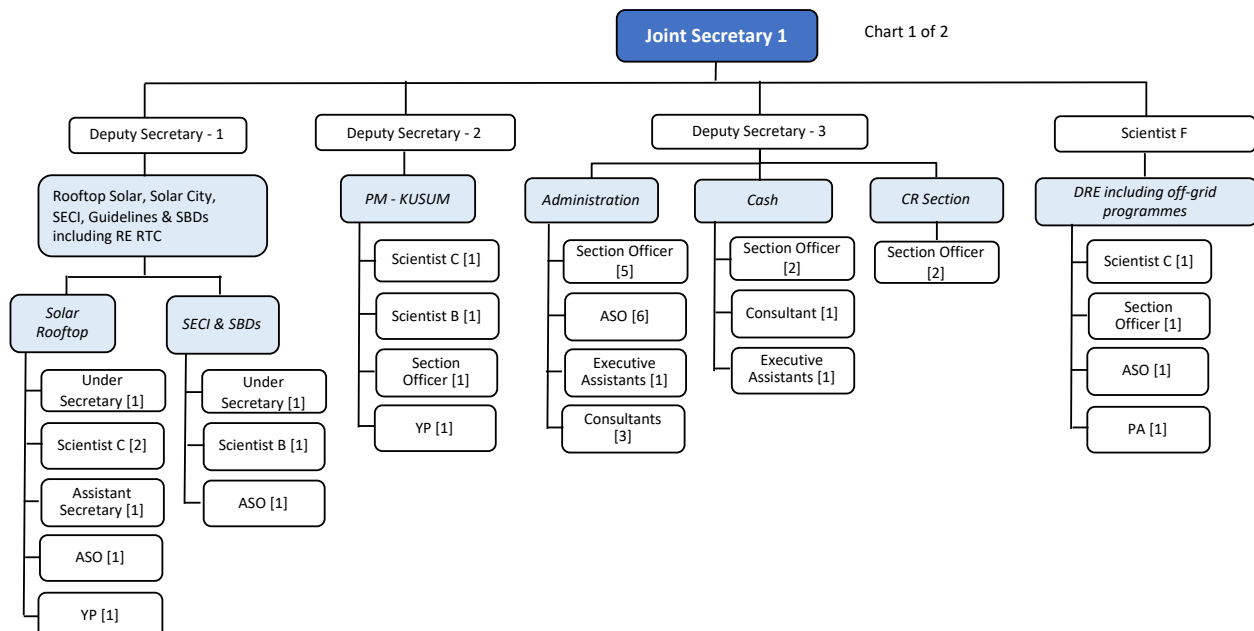 Joint Secretary 1
Chart 1 of 2
Deputy Secretary - 1
Deputy Secretary - 2
Deputy Secretary - 3
Scientist F
Rooftop Solar, Solar City,
SECI, Guidelines & SBDs
including RE RTC
PM - KUSUM
Administration
Cash
CR Section
DRE including off-grid
programmes
Solar
Rooftop
SECI & SBDs
Under
Secretary [1]
Scientist C [2]
Assistant
Secretary [1]
ASO [1]
YP [1]
Under
Secretary [1]
Scientist B [1]
ASO [1]
Scientist C [1]
Scientist B [1]
Section
Officer [1]
YP [1]
Section Officer
[5]
ASO [6]
Executive
Assistants [1]
Consultants
[3]
Section Officer
[2]
Consultant [1]
Executive
Assistants [1]
Section Officer
[2]
Scientist C [1]
Section
Officer [1]
ASO [1]
PA [1]